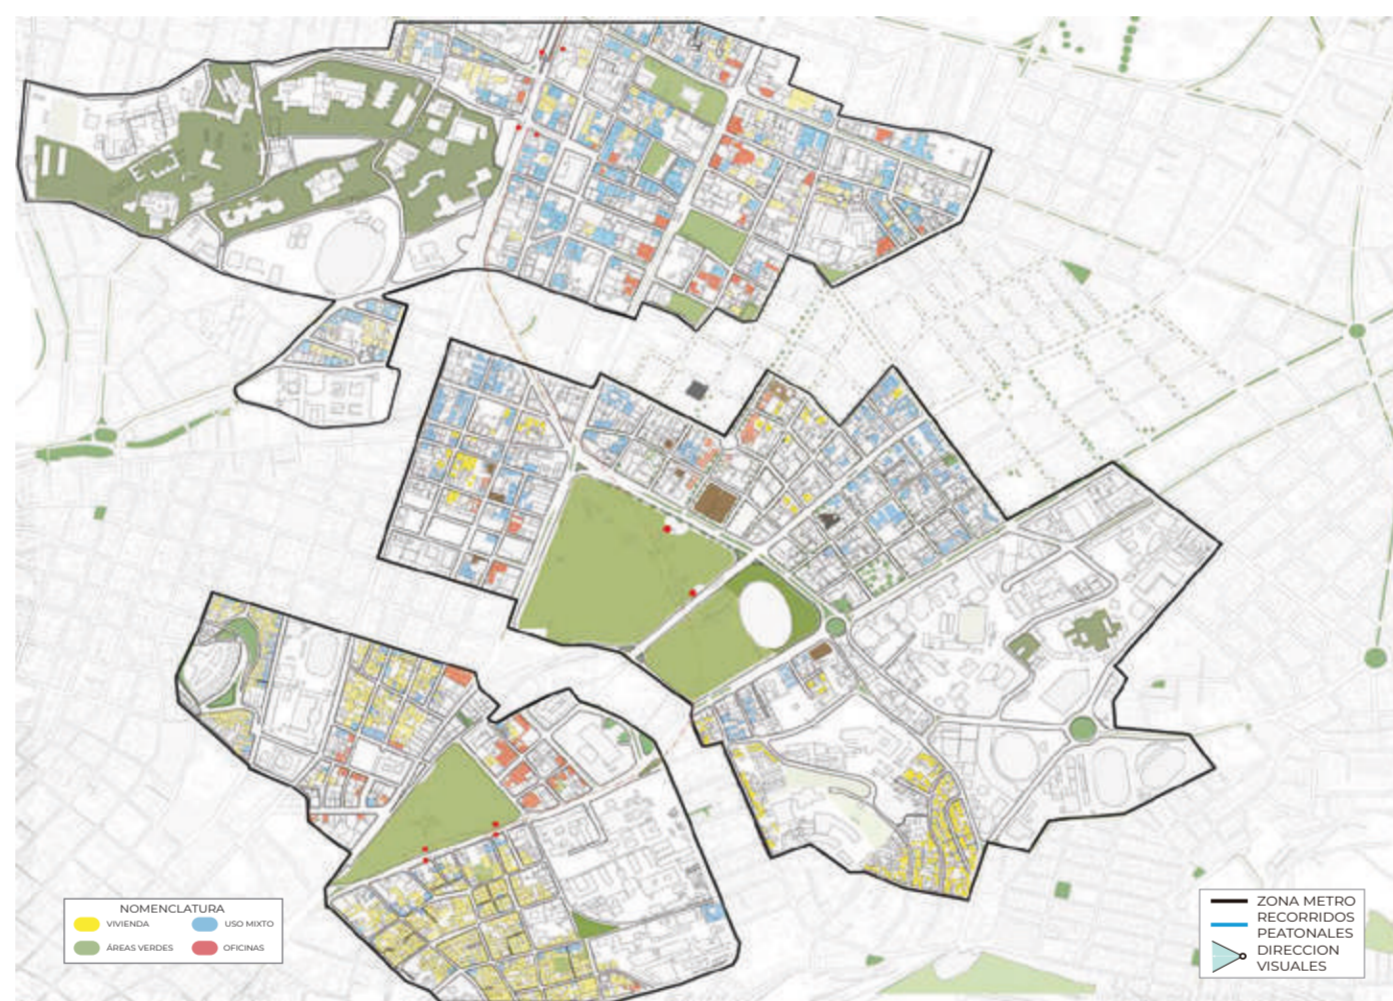 NOMENCLATURA
VIVIENDA
USO MIXTO
ÁREAS VERDES
OFICINAS
ZONA METRO
RECORRIDOS
PEATONALES
DIRECCION
VISUALES